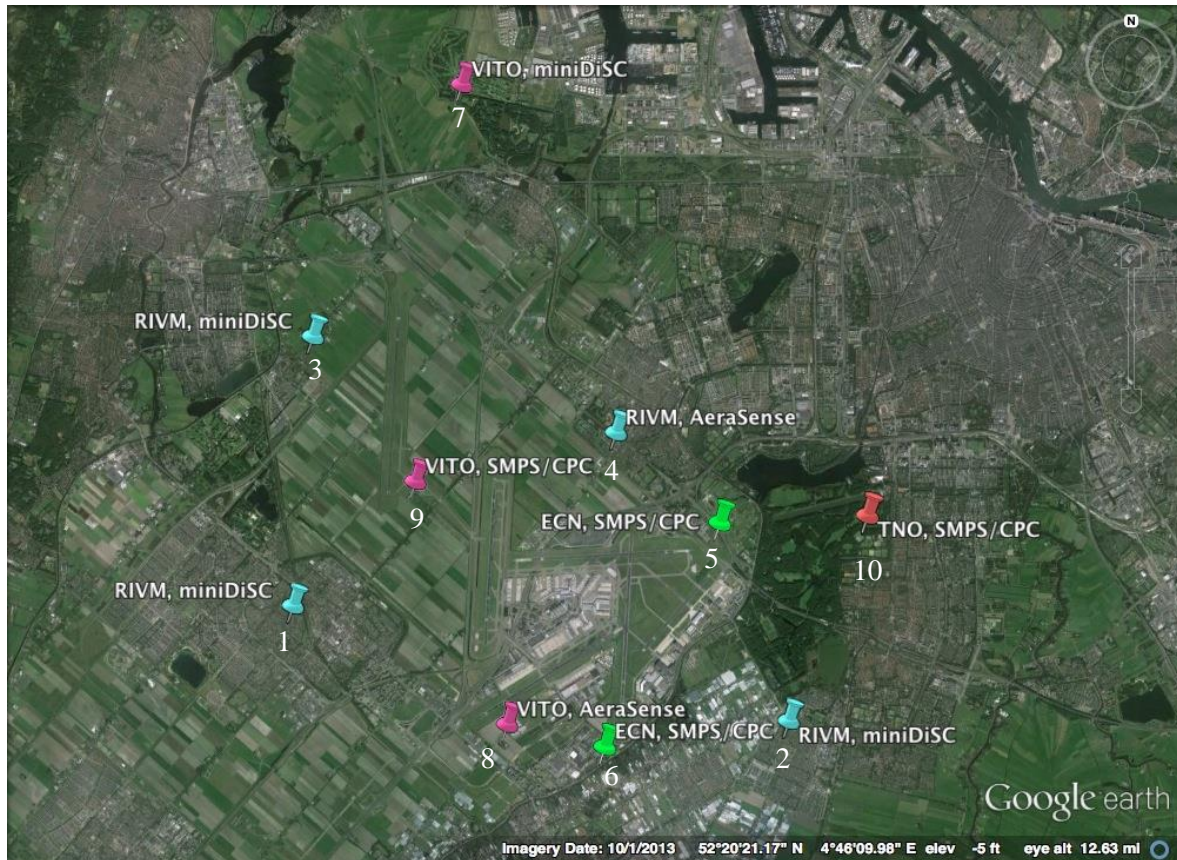 N
VITO, miniDiSC
7
RIVM, miniDiSC
3
RIVM, AeraSense
4
VITO, SMPS/CPC
9
ECN, SMPS/CPC
5
TNO, SMPS/CPC
10
RIVM, miniDiSC
1
VITO, AeraSense
8
ECN, SMPS/CPC
6
RIVM, miniDiSC
2
Google earth
Imagery Date: 10/1/2013 52°20'21.17" N 4°46'09.98" E elev -5 ft eye alt 12.63 mi